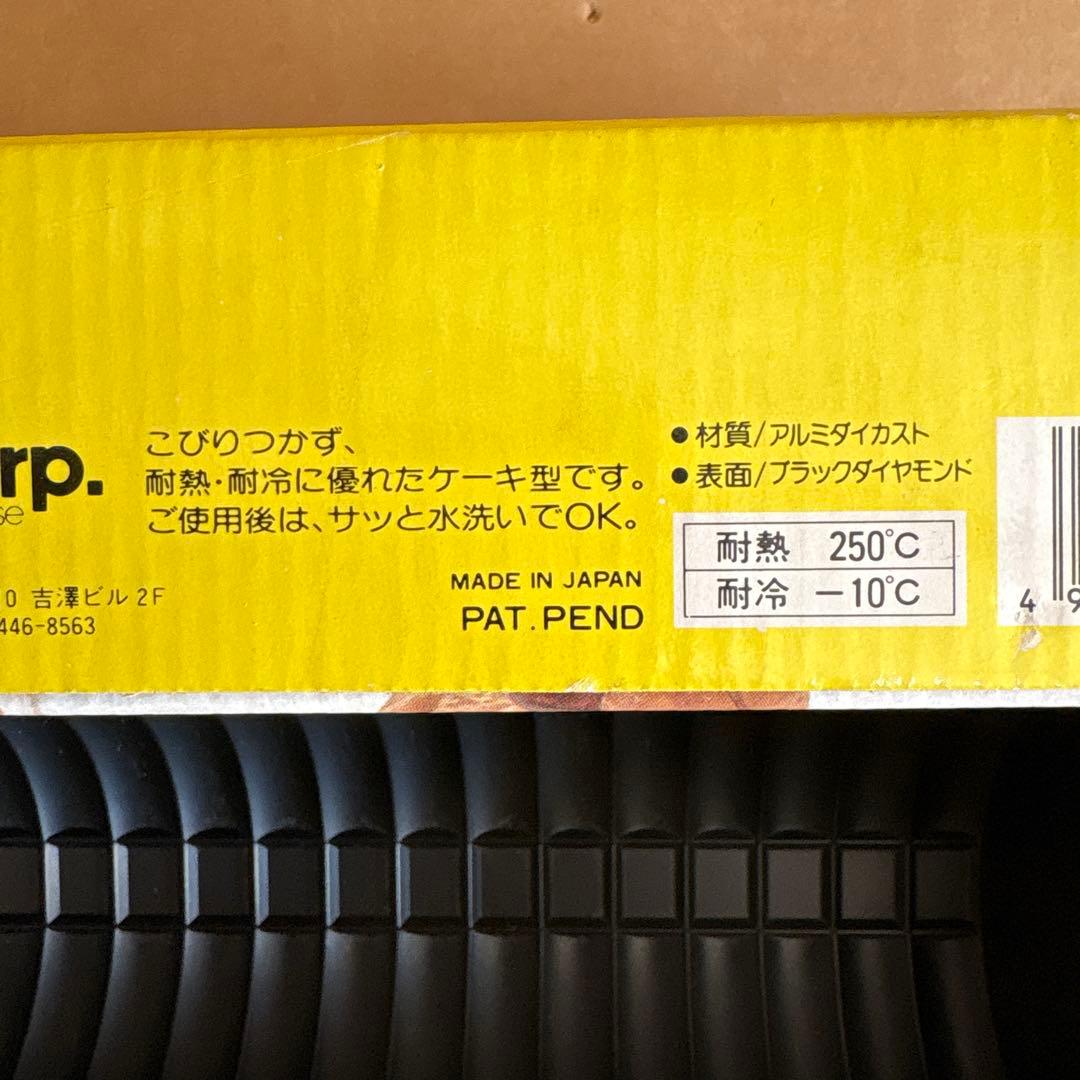 rp.
se
0 吉澤ビル2F
446-8563
こびりつかず、
耐熱・耐冷に優れたケーキ型です。
ご使用後は、サッと水洗いでOK。
MADE IN JAPAN
PAT.PEND
●材質/アルミダイカスト
●表面/ブラックダイヤモンド
耐熱 250℃
耐冷 −10℃
4 9